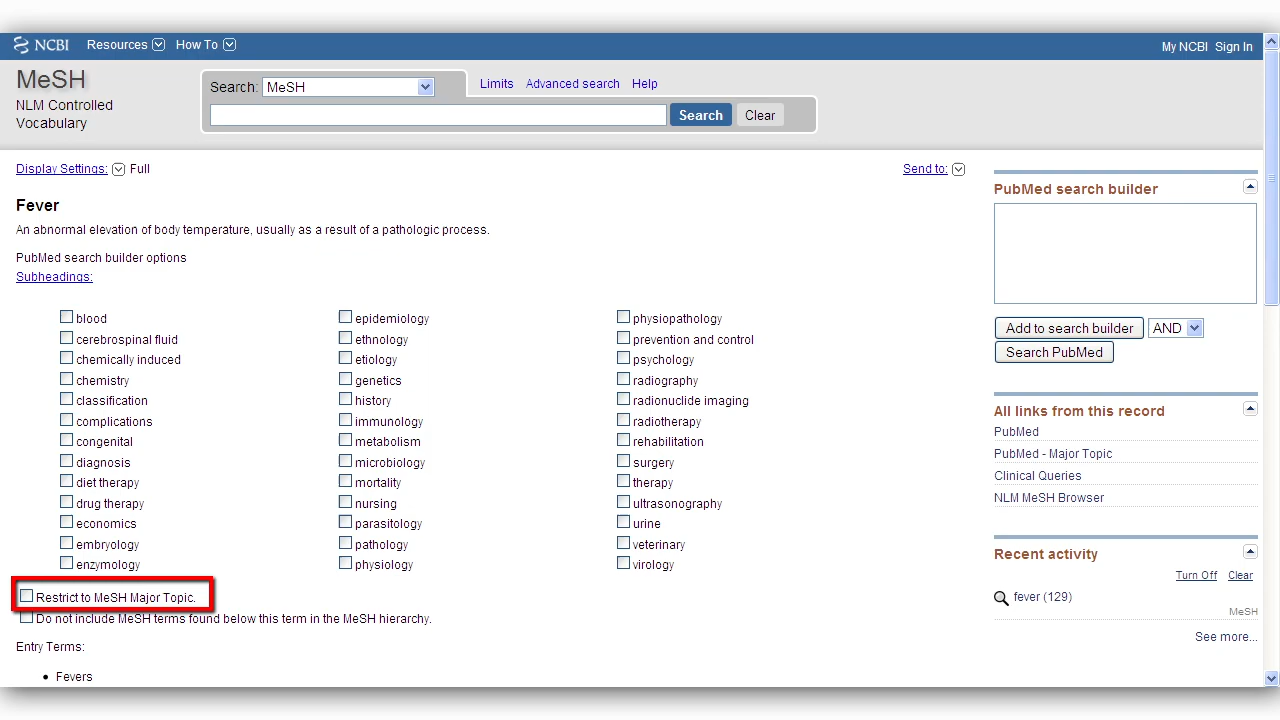 NCBI Resources How To My NCBI Sign In
MeSH
NLM Controlled
Vocabulary
Search: MeSH
Limits Advanced search Help
Search Clear
Display Settings: Full
Send to:
Fever
An abnormal elevation of body temperature, usually as a result of a pathologic process.
PubMed search builder options
Subheadings:
blood
cerebrospinal fluid
chemically induced
chemistry
classification
complications
congenital
diagnosis
diet therapy
drug therapy
economics
embryology
enzymology
epidemiology
ethnology
etiology
genetics
history
immunology
metabolism
microbiology
mortality
nursing
parasitology
pathology
physiology
physiopathology
prevention and control
psychology
radiography
radionuclide imaging
radiotherapy
rehabilitation
surgery
therapy
ultrasonography
urine
veterinary
virology
Restrict to MeSH Major Topic.
Do not include MeSH terms found below this term in the MeSH hierarchy.
Entry Terms:
• Fevers
PubMed search builder
Add to search builder AND
Search PubMed
All links from this record
PubMed
PubMed - Major Topic
Clinical Queries
NLM MeSH Browser
Recent activity
Turn Off Clear
fever (129)
MeSH
See more...